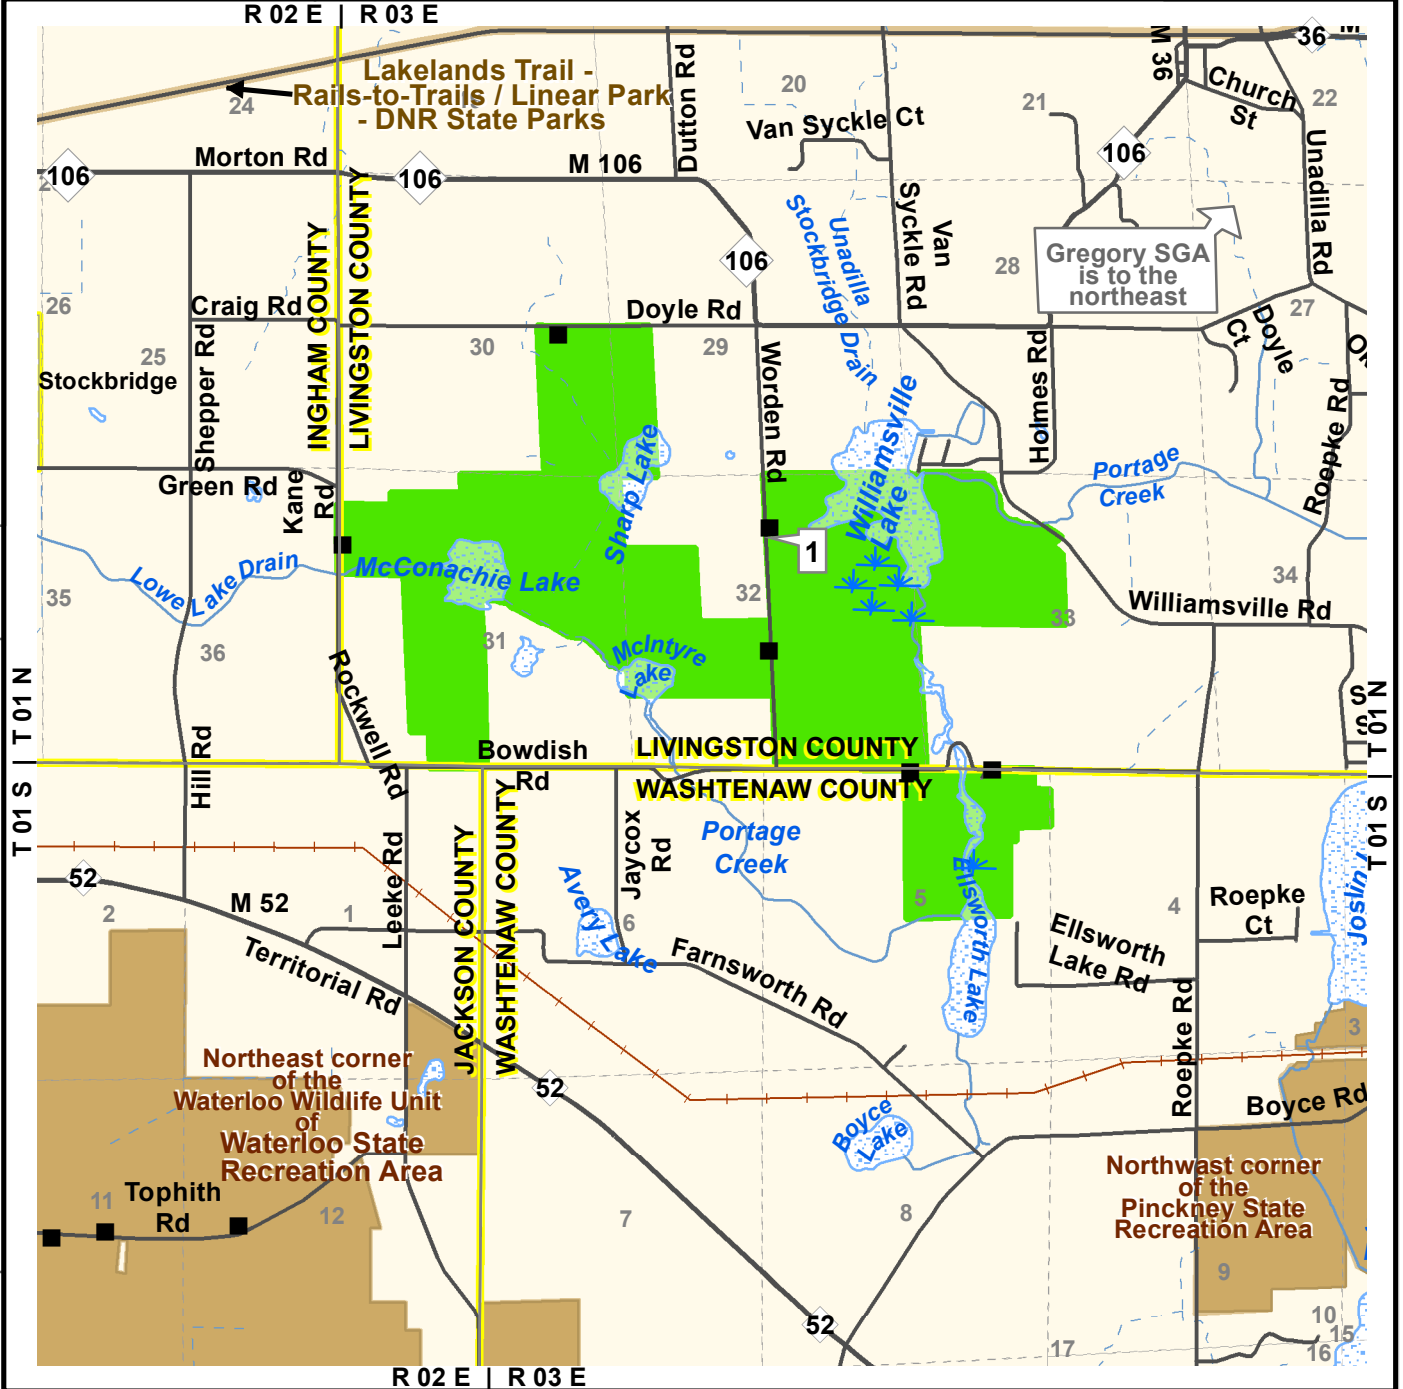 R 02 E | R 03 E
Lakelands Trail -
Rails-to-Trails / Linear Park
- DNR State Parks
24
Dutton Rd
20
Van Syckle Ct
21
M 36
36
M
Church
St
22
Morton Rd
106
106
M 106
106
Unadilla Rd
Unadilla
Stockbridge Drain
Van
Syckle Rd
106
28
Gregory SGA
is to the
northeast
26
Craig Rd
INGHAM COUNTY
LIVINGSTON COUNTY
Doyle Rd
27
Doyle
Ct
25
Stockbridge
Shepper Rd
30
29
Worden Rd
Williamsville
Lake
Holmes Rd
Roepke Rd
Green Rd
Kane
Rd
Sharp Lake
Portage
Creek
1
Lowe Lake Drain
McConachie Lake
35
32
33
34
Williamsville Rd
36
31
McIntyre
Lake
T 01 S | T 01 N
T 01 S | T 01 N
Rockwell Rd
Hill Rd
Bowdish
Rd
LIVINGSTON COUNTY
WASHTENAW COUNTY
Portage
Creek
Jaycox
Rd
Leeke Rd
JACKSON COUNTY
WASHTENAW COUNTY
52
M 52
2
1
Avery Lake
6
5
Ellsworth Lake
4
Roepke
Ct
Joslin
Ellsworth
Lake Rd
Territorial Rd
Farnsworth Rd
3
Northeast corner
of the
Waterloo Wildlife Unit
of
Waterloo State
Recreation Area
52
Roepke Rd
Boyce Rd
Boyce
Lake
Northwast corner
of the
Pinckney State
Recreation Area
11
Tophith
Rd
12
7
8
9
52
10
15
16
17
R 02 E | R 03 E